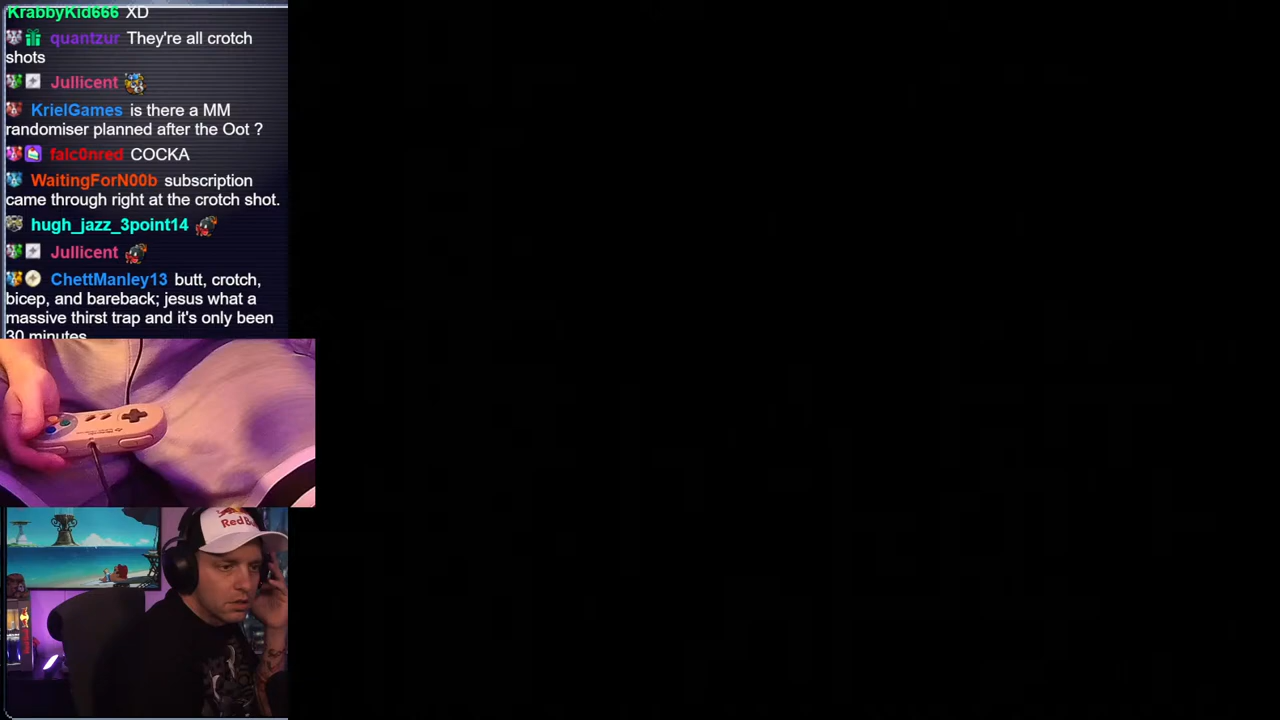 KrabbyKid666 XD
quantzur They're all crotch
shots
Jullicent
KrielGames is there a MM
randomiser planned after the Oot ?
falc0nred COCKA
WaitingForN00b subscription
came through right at the crotch shot.
hugh_jazz_3point14
Jullicent
ChettManley13 butt, crotch,
bicep, and bareback; jesus what a
massive thirst trap and it's only been
30 minutes
Red